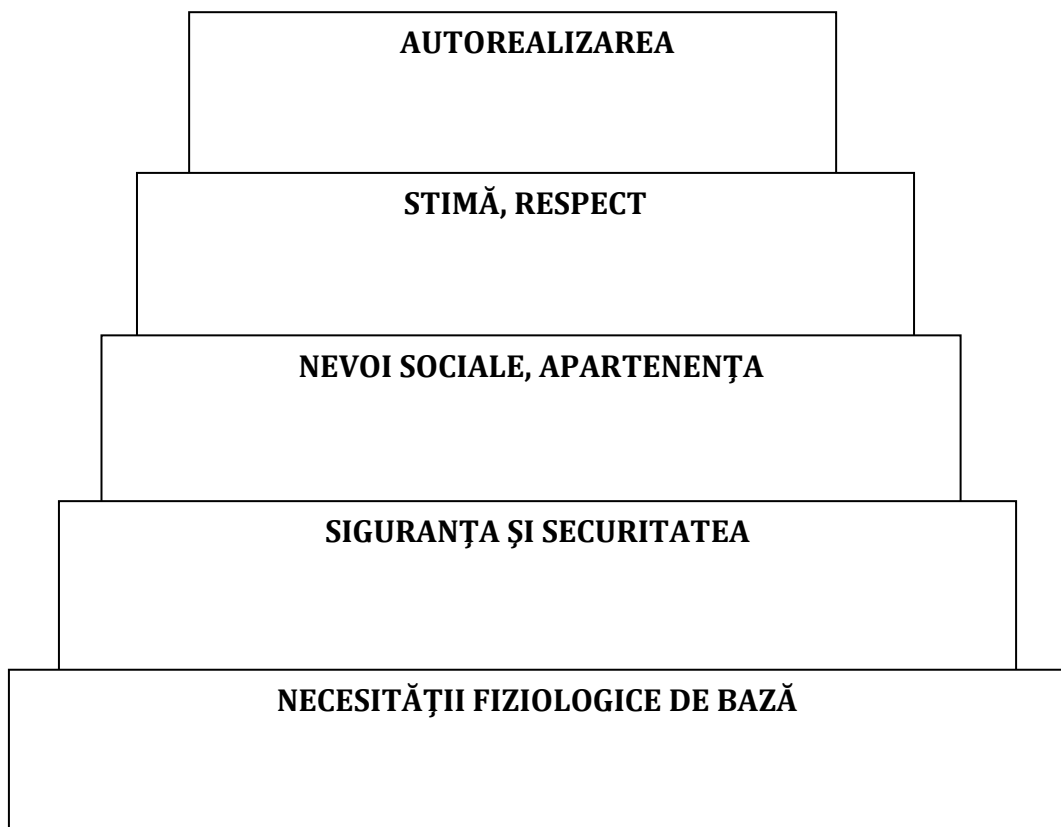 AUTOREALIZAREA
STIMĂ, RESPECT
NEVOI SOCIALE, APARTENENŢA
SIGURANŢA ŞI SECURITATEA
NECESITĂŢII FIZIOLOGICE DE BAZĂ